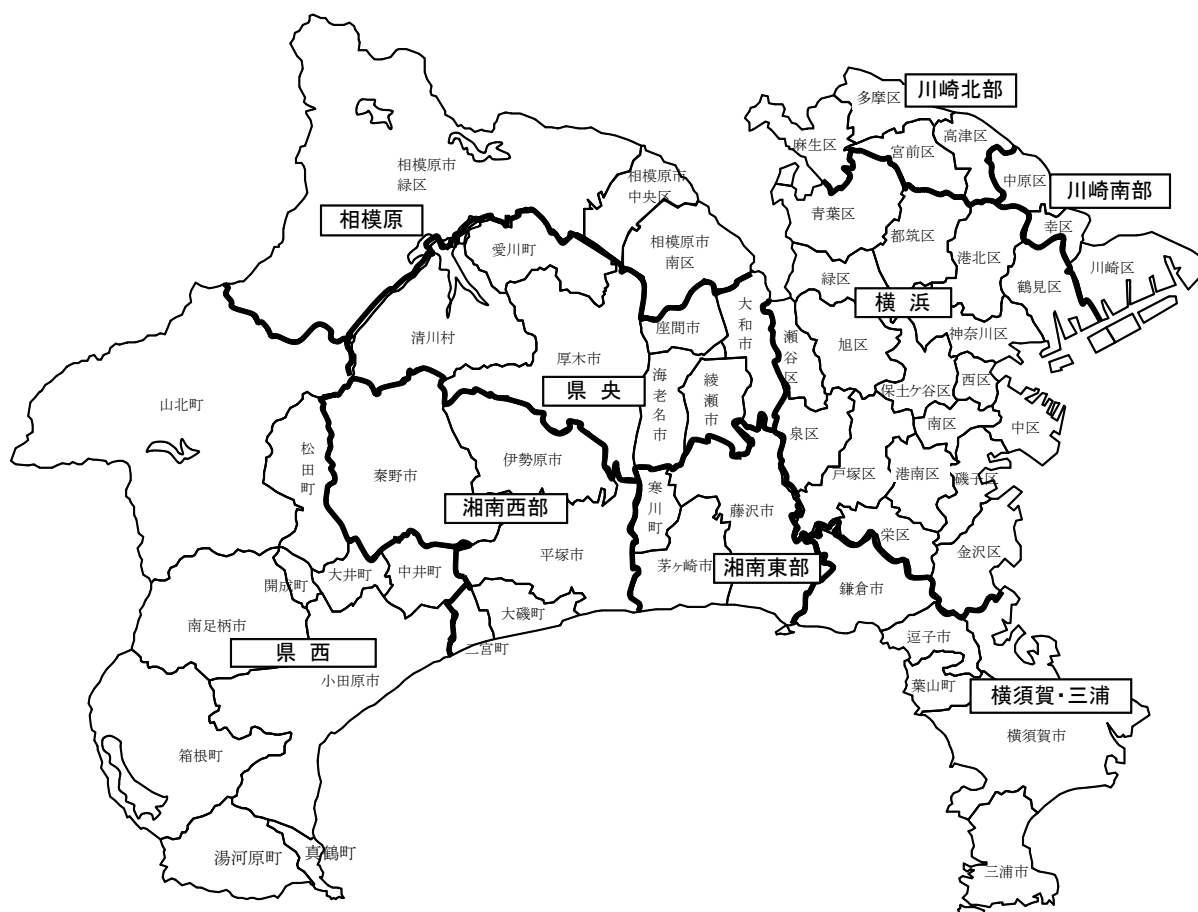 川崎北部
多摩区
高津区
宮前区
麻生区
中原区
川崎南部
幸区
川崎区
相模原市
緑区
相模原市
中央区
相模原市
南区
相模原
愛川町
青葉区
都筑区
港北区
鶴見区
緑区
横 浜
神奈川区
旭区
瀬谷区
保土ケ谷区
西区
中区
南区
泉区
戸塚区
港南区
磯子区
栄区
金沢区
大和市
座間市
清川村
厚木市
県 央
海老名市
綾瀬市
山北町
松田町
秦野市
伊勢原市
湘南西部
平塚市
寒川町
藤沢市
茅ヶ崎市
湘南東部
鎌倉市
開成町
大井町
中井町
大磯町
二宮町
南足柄市
県 西
小田原市
箱根町
湯河原町
真鶴町
逗子市
葉山町
横須賀・三浦
横須賀市
三浦市